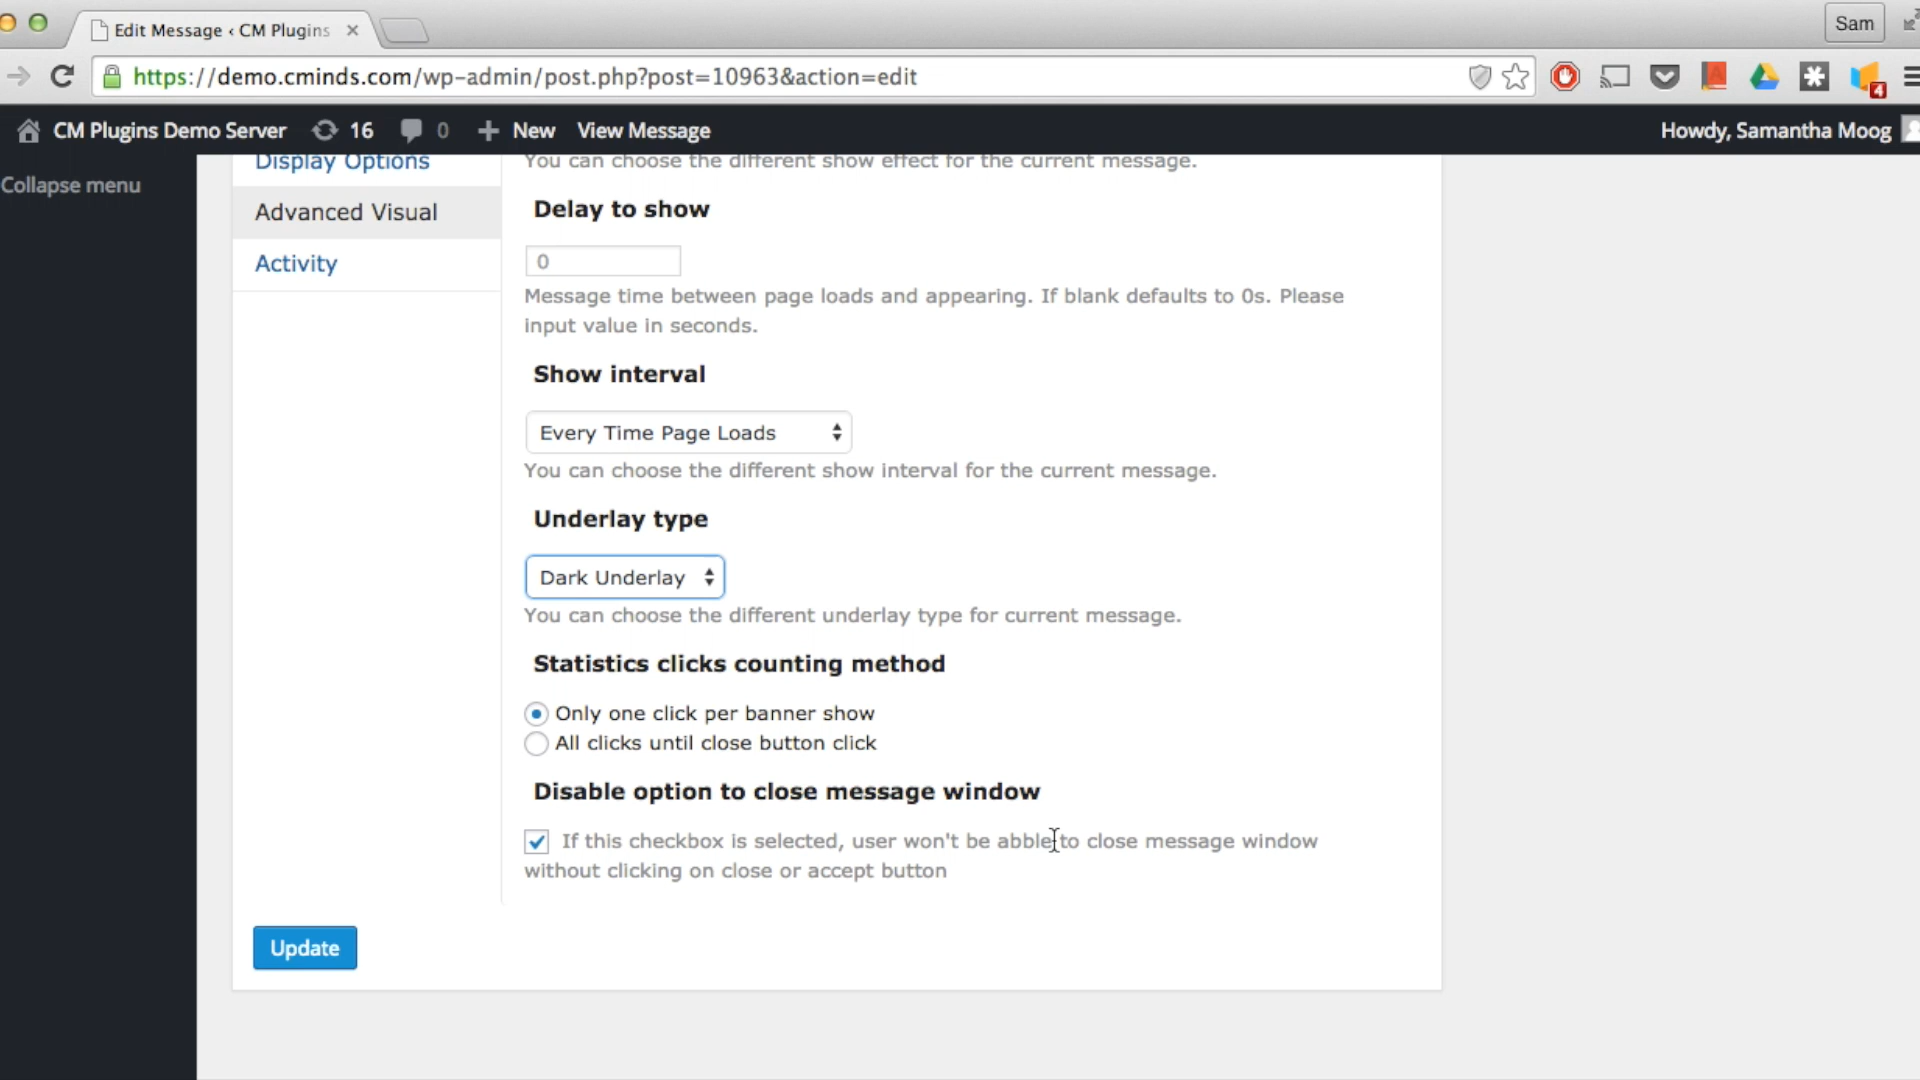 Edit Message ‹ CM Plugins
Sam
https://demo.cminds.com/wp-admin/post.php?post=10963&action=edit
4
CM Plugins Demo Server 16 0 New View Message Howdy, Samantha Moog
Collapse menu
Display Options
Advanced Visual
Activity
You can choose the different show effect for the current message.
Delay to show
0
Message time between page loads and appearing. If blank defaults to 0s. Please
input value in seconds.
Show interval
Every Time Page Loads
You can choose the different show interval for the current message.
Underlay type
Dark Underlay
You can choose the different underlay type for current message.
Statistics clicks counting method
Only one click per banner show
All clicks until close button click
Disable option to close message window
If this checkbox is selected, user won't be abble to close message window
without clicking on close or accept button
Update